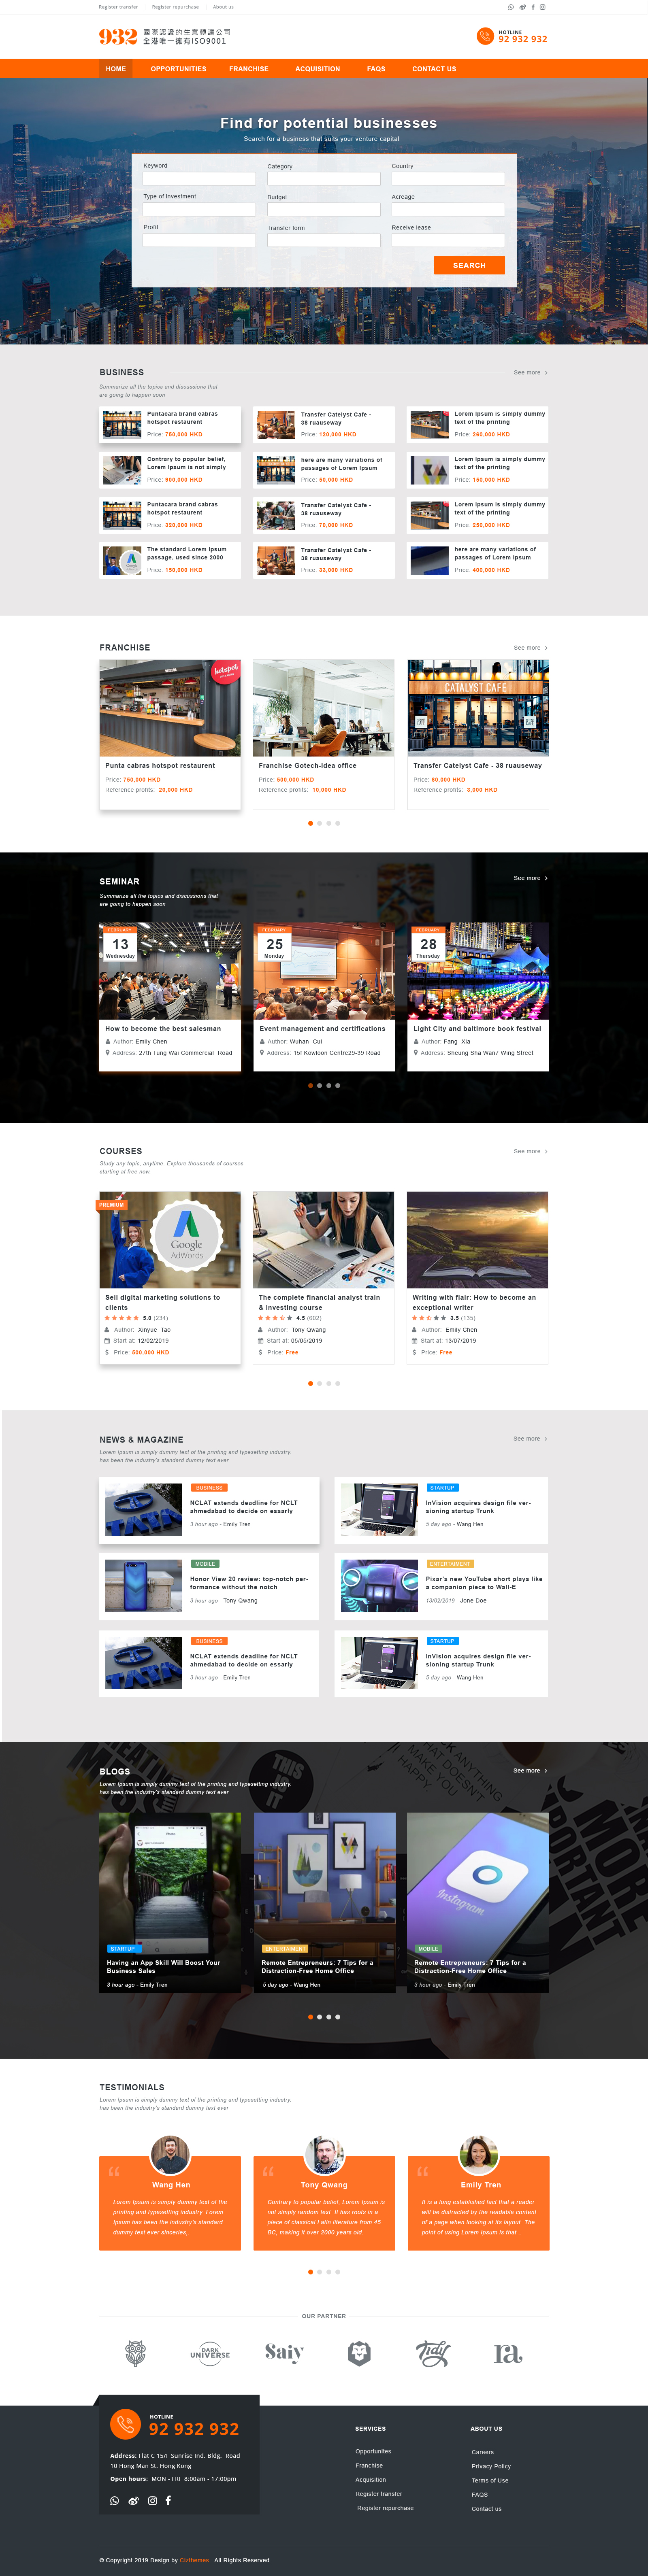 Register transfer
Register repurchase
About us
932 國際認證的生意轉讓公司
全港唯一擁有ISO9001
HOTLINE
92 932 932
HOME
OPPORTUNITIES
FRANCHISE
ACQUISITION
FAQS
CONTACT US
Find for potential businesses
Search for a business that suits your venture capital
Keyword
Category
Country
Type of investment
Budget
Acreage
Profit
Transfer form
Receive lease
SEARCH
BUSINESS
See more
Summarize all the topics and discussions that
are going to happen soon
Puntacara brand cabras
hotspot restaurent
Price: 750,000 HKD
Transfer Catelyst Cafe -
38 ruauseway
Price: 120,000 HKD
Lorem Ipsum is simply dummy
text of the printing
Price: 260,000 HKD
Contrary to popular belief,
Lorem Ipsum is not simply
Price: 900,000 HKD
here are many variations of
passages of Lorem Ipsum
Price: 50,000 HKD
Lorem Ipsum is simply dummy
text of the printing
Price: 150,000 HKD
Puntacara brand cabras
hotspot restaurent
Price: 320,000 HKD
Transfer Catelyst Cafe -
38 ruauseway
Price: 70,000 HKD
Lorem Ipsum is simply dummy
text of the printing
Price: 250,000 HKD
The standard Lorem Ipsum
passage, used since 2000
Price: 150,000 HKD
Transfer Catelyst Cafe -
38 ruauseway
Price: 33,000 HKD
here are many variations of
passages of Lorem Ipsum
Price: 400,000 HKD
FRANCHISE
See more
hotspot
CATALYST CAFE
Punta cabras hotspot restaurent
Price: 750,000 HKD
Reference profits: 20,000 HKD
Franchise Gotech-idea office
Price: 500,000 HKD
Reference profits: 10,000 HKD
Transfer Catelyst Cafe - 38 ruauseway
Price: 60,000 HKD
Reference profits: 3,000 HKD
SEMINAR
See more
Summarize all the topics and discussions that
are going to happen soon
FEBRUARY
13
Wednesday
FEBRUARY
25
Monday
FEBRUARY
28
Thursday
How to become the best salesman
Author: Emily Chen
Address: 27th Tung Wai Commercial Road
Event management and certifications
Author: Wuhan Cui
Address: 15f Kowloon Centre29-39 Road
Light City and baltimore book festival
Author: Fang Xia
Address: Sheung Sha Wan7 Wing Street
COURSES
See more
Study any topic, anytime. Explore thousands of courses
starting at free now.
PREMIUM
Google
AdWords
Sell digital marketing solutions to
clients
5.0 (234)
Author: Xinyue Tao
Start at: 12/02/2019
Price: 500,000 HKD
The complete financial analyst train
& investing course
4.5 (602)
Author: Tony Qwang
Start at: 05/05/2019
Price: Free
Writing with flair: How to become an
exceptional writer
3.5 (135)
Author: Emily Chen
Start at: 13/07/2019
Price: Free
NEWS & MAGAZINE
See more
Lorem Ipsum is simply dummy text of the printing and typesetting industry.
has been the industry's standard dummy text ever
BUSINESS
NCLAT extends deadline for NCLT
ahmedabad to decide on essarly
3 hour ago - Emily Tren
STARTUP
InVision acquires design file ver-
sioning startup Trunk
5 day ago - Wang Hen
MOBILE
Honor View 20 review: top-notch per-
formance without the notch
3 hour ago - Tony Qwang
ENTERTAIMENT
Pixar's new YouTube short plays like
a companion piece to Wall-E
13/02/2019 - Jone Doe
BUSINESS
NCLAT extends deadline for NCLT
ahmedabad to decide on essarly
3 hour ago - Emily Tren
STARTUP
InVision acquires design file ver-
sioning startup Trunk
5 day ago - Wang Hen
BLOGS
See more
Lorem Ipsum is simply dummy text of the printing and typesetting industry.
has been the industry's standard dummy text ever
Instagram
STARTUP
Having an App Skill Will Boost Your
Business Sales
3 hour ago - Emily Tren
ENTERTAIMENT
Remote Entrepreneurs: 7 Tips for a
Distraction-Free Home Office
5 day ago - Wang Hen
MOBILE
Remote Entrepreneurs: 7 Tips for a
Distraction-Free Home Office
3 hour ago - Emily Tren
TESTIMONIALS
Lorem Ipsum is simply dummy text of the printing and typesetting industry.
has been the industry's standard dummy text ever
Wang Hen
Lorem Ipsum is simply dummy text of the
printing and typesetting industry. Lorem
Ipsum has been the industry's standard
dummy text ever sinceries,.
Tony Qwang
Contrary to popular belief, Lorem Ipsum is
not simply random text. It has roots in a
piece of classical Latin literature from 45
BC, making it over 2000 years old.
Emily Tren
It is a long established fact that a reader
will be distracted by the readable content
of a page when looking at its layout. The
point of using Lorem Ipsum is that ..
OUR PARTNER
DARK
UNIVERSE
Saiy
Tidy
ra
HOTLINE
92 932 932
Address: Flat C 15/F Sunrise Ind. Bldg, Road
10 Hong Man St. Hong Kong
Open hours: MON - FRI 8:00am - 17:00pm
SERVICES
Opportunites
Franchise
Acquisition
Register transfer
Register repurchase
ABOUT US
Careers
Privacy Policy
Terms of Use
FAQS
Contact us
© Copyright 2019 Design by Cizthemes. All Rights Reserved